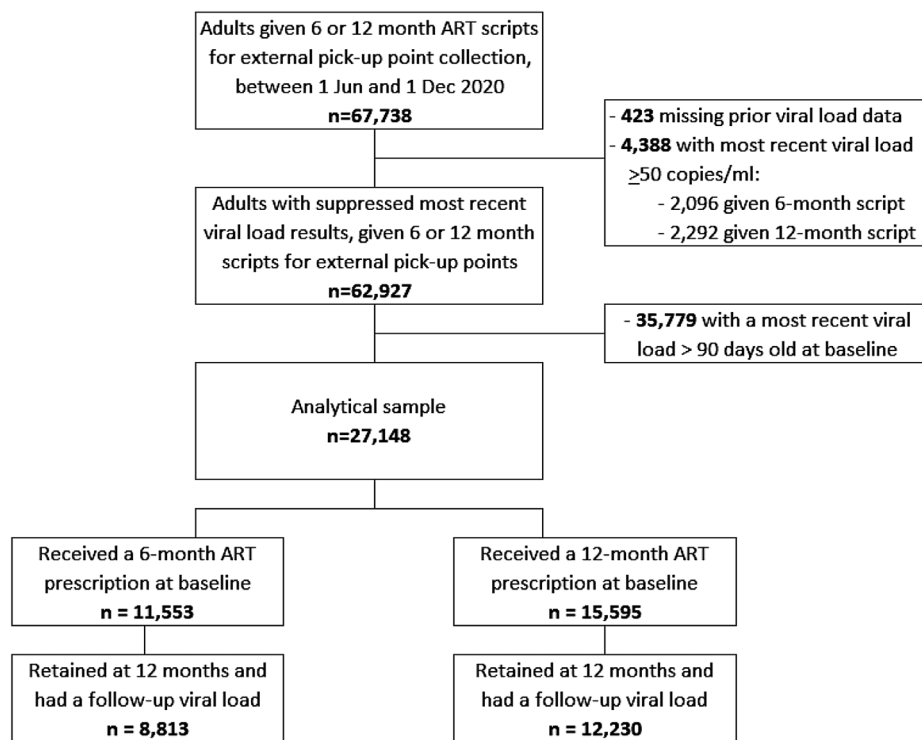 Adults given 6 or 12 month ART scripts
for external pick-up point collection,
between 1 Jun and 1 Dec 2020
n=67,738
- 423 missing prior viral load data
- 4,388 with most recent viral load
≥50 copies/ml:
- 2,096 given 6-month script
- 2,292 given 12-month script
Adults with suppressed most recent
viral load results, given 6 or 12 month
scripts for external pick-up points
n=62,927
- 35,779 with a most recent viral
load > 90 days old at baseline
Analytical sample
n=27,148
Received a 6-month ART
prescription at baseline
n = 11,553
Received a 12-month ART
prescription at baseline
n = 15,595
Retained at 12 months and
had a follow-up viral load
n = 8,813
Retained at 12 months and
had a follow-up viral load
n = 12,230